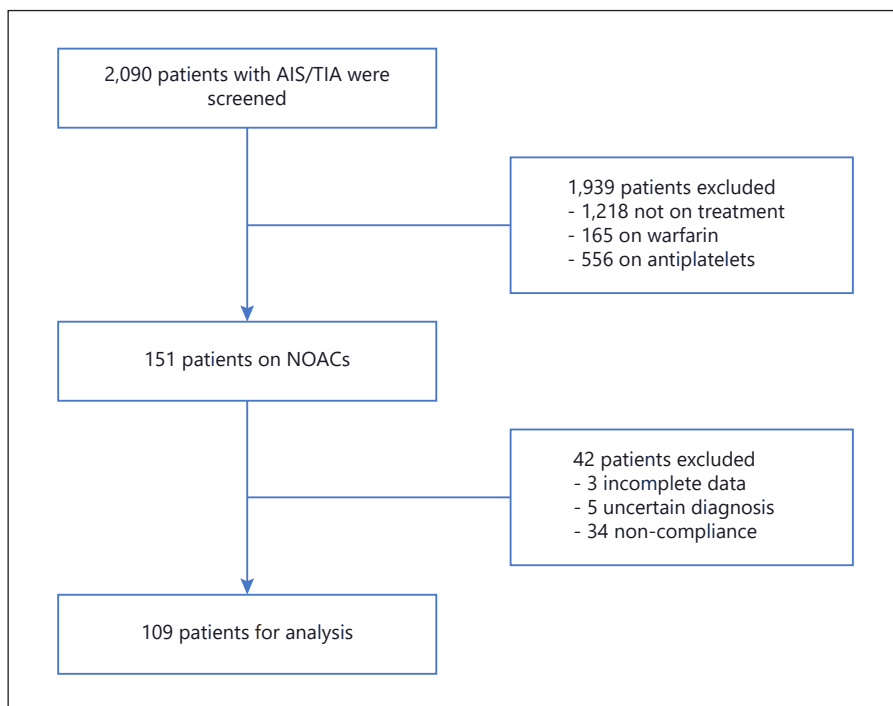 2,090 patients with AIS/TIA were
screened
1,939 patients excluded
- 1,218 not on treatment
- 165 on warfarin
- 556 on antiplatelets
151 patients on NOACs
42 patients excluded
- 3 incomplete data
- 5 uncertain diagnosis
- 34 non-compliance
109 patients for analysis